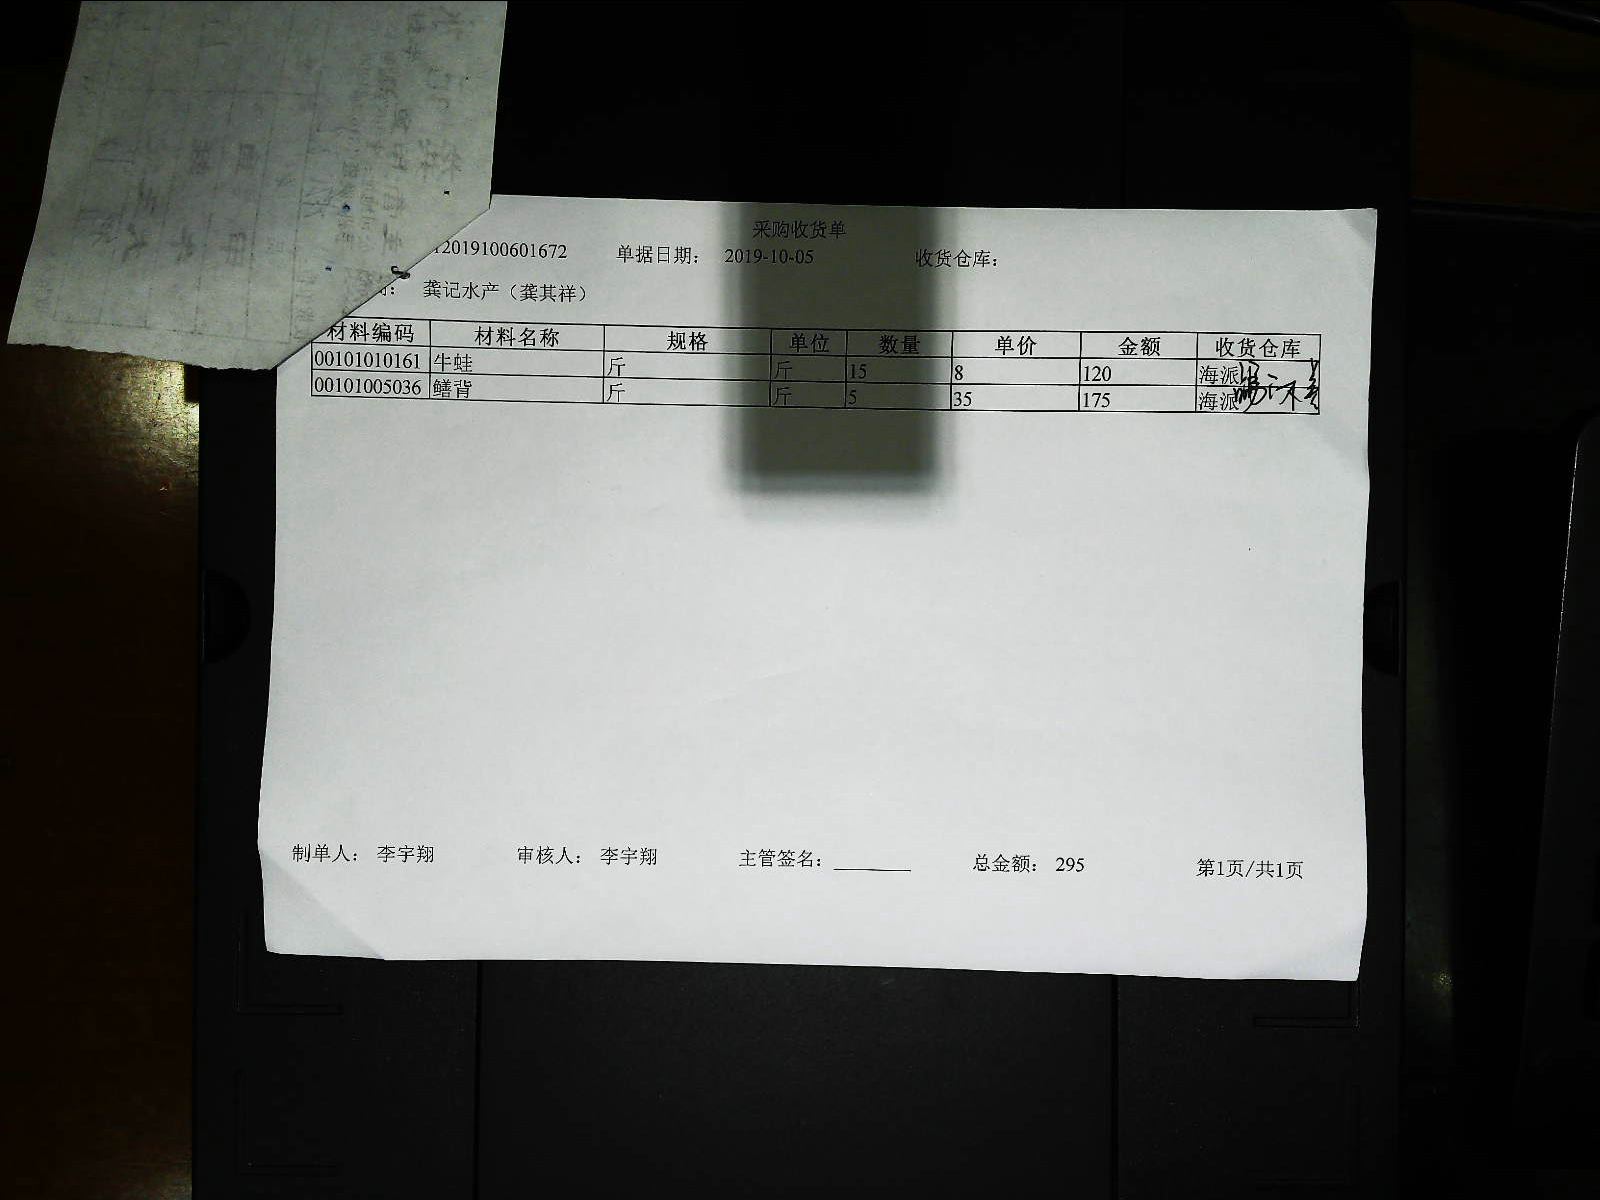 采购收货单
12019100601672 单据日期： 2019-10-05 收货仓库：
龚记水产（龚其祥）
材料编码 材料名称 规格 单位 数量 单价 金额 收货仓库
00101010161 牛蛙 斤 斤 15 8 120 海派
00101005036 鳝背 斤 斤 5 35 175 海派
制单人： 李宇翔 审核人： 李宇翔 主管签名： 总金额： 295 第1页/共1页